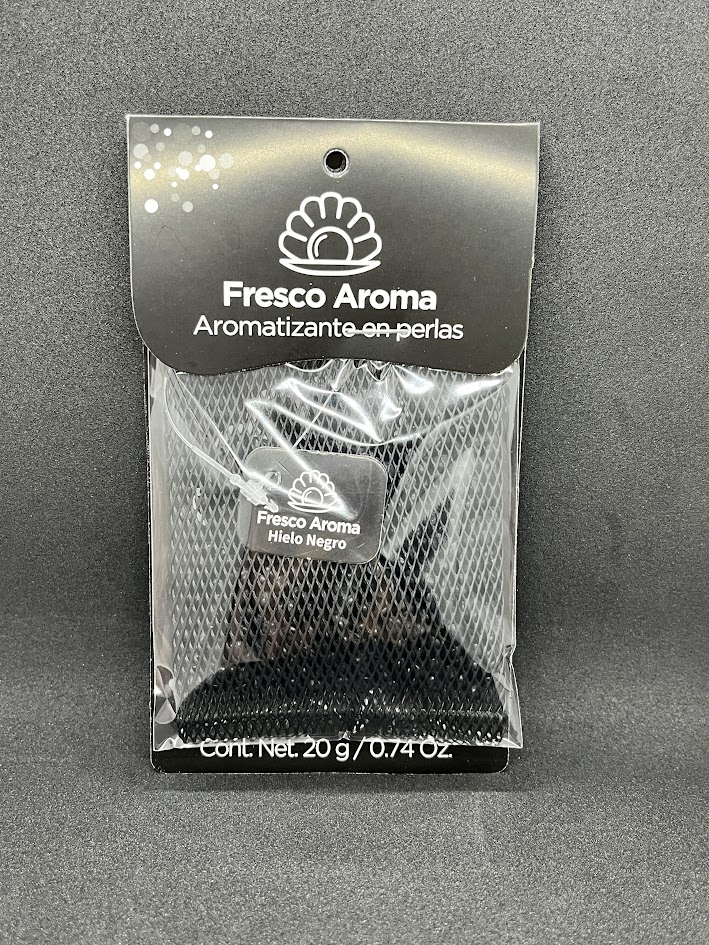 Fresco Aroma
Aromatizante en perlas
Fresco Aroma
Hielo Negro
Cont. Net. 20 g / 0.74 Oz.